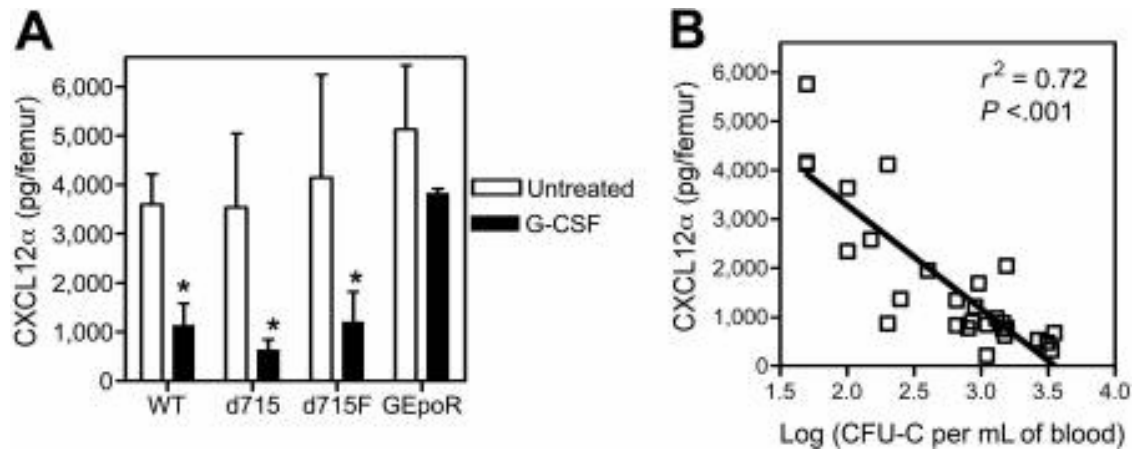 A
CXCL12α (pg/femur)
6,000
5,000
4,000
3,000
2,000
1,000
0
*
*
*
WT d715 d715F GEpoR
Untreated
G-CSF
B
CXCL12α (pg/femur)
6,000
5,000
4,000
3,000
2,000
1,000
0
r² = 0.72
P <.001
1.5 2.0 2.5 3.0 3.5 4.0
Log (CFU-C per mL of blood)